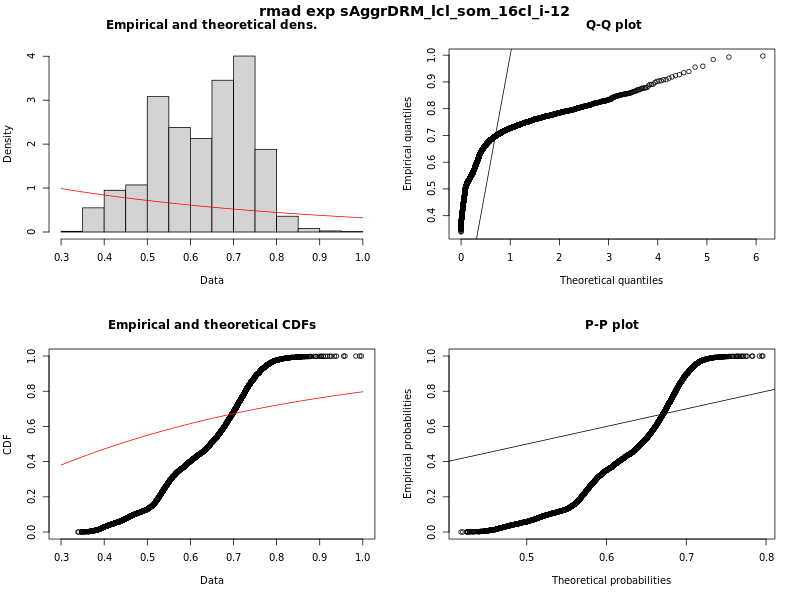 rmad exp sAggrDRM_lcl_som_16cl_i-12
Empirical and theoretical dens.
Density
0 1 2 3 4
0.3 0.4 0.5 0.6 0.7 0.8 0.9 1.0
Data
Q-Q plot
Empirical quantiles
0.4 0.5 0.6 0.7 0.8 0.9 1.0
0 1 2 3 4 5 6
Theoretical quantiles
Empirical and theoretical CDFs
CDF
0.0 0.2 0.4 0.6 0.8 1.0
0.3 0.4 0.5 0.6 0.7 0.8 0.9 1.0
Data
P-P plot
Empirical probabilities
0.0 0.2 0.4 0.6 0.8 1.0
0.5 0.6 0.7 0.8
Theoretical probabilities